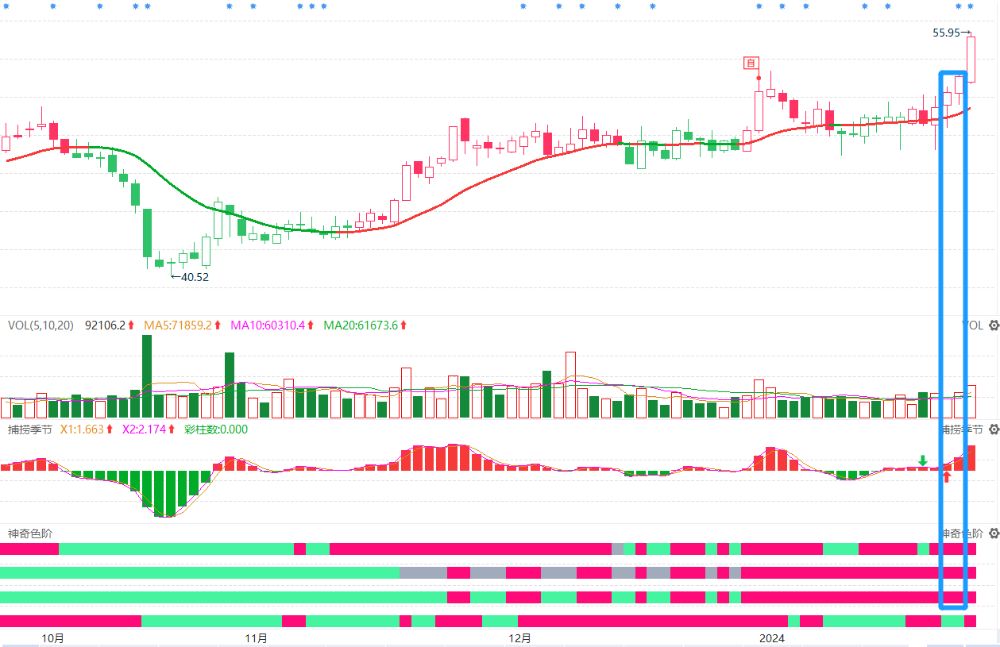 55.95→
自
←40.52
VOL(5,10,20) 92106.2 MA5:71859.2 MA10:60310.4 MA20:61673.6 VOL
捕捞季节 X1:1.663 X2:2.174 彩柱数:0.000 捕捞季节
神奇色阶 神奇色阶
10月 11月 12月 2024